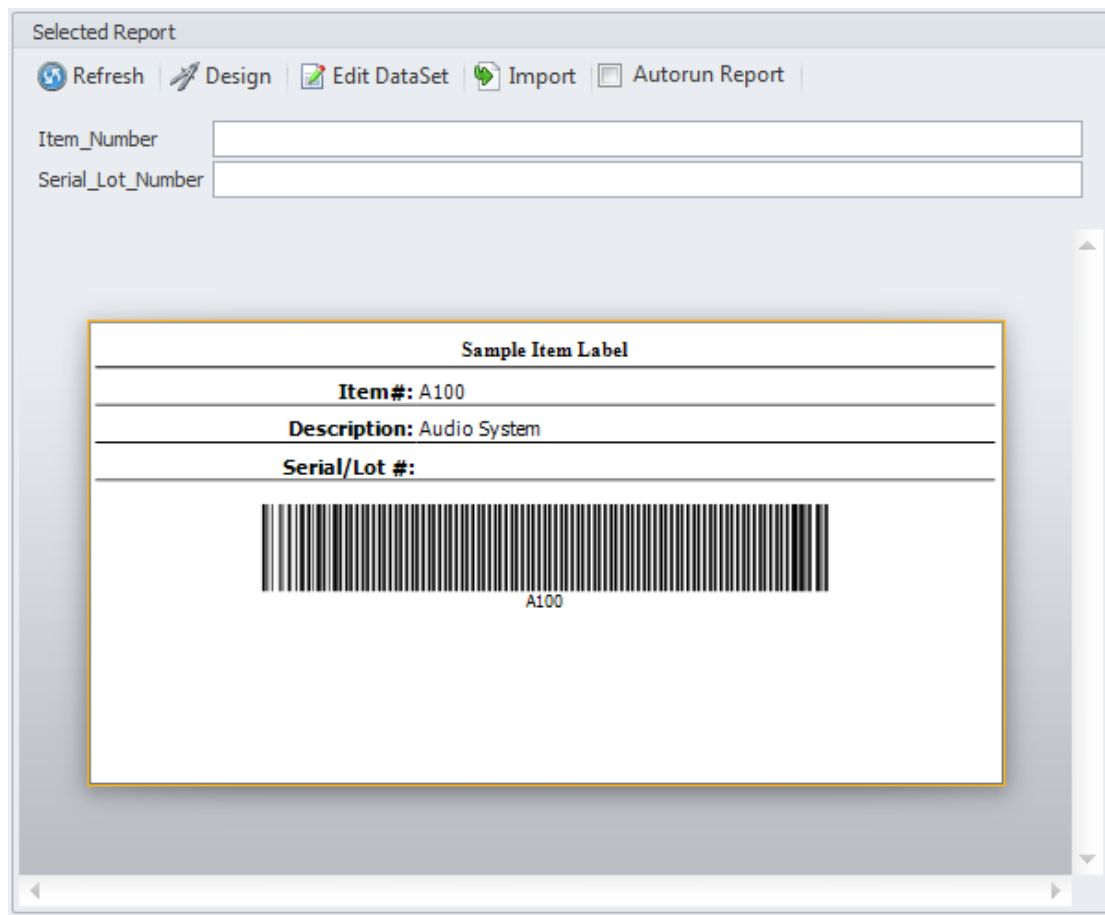 Selected Report
Refresh Design Edit DataSet Import Autorun Report
Item_Number
Serial_Lot_Number
Sample Item Label
Item#: A100
Description: Audio System
Serial/Lot #:
A100